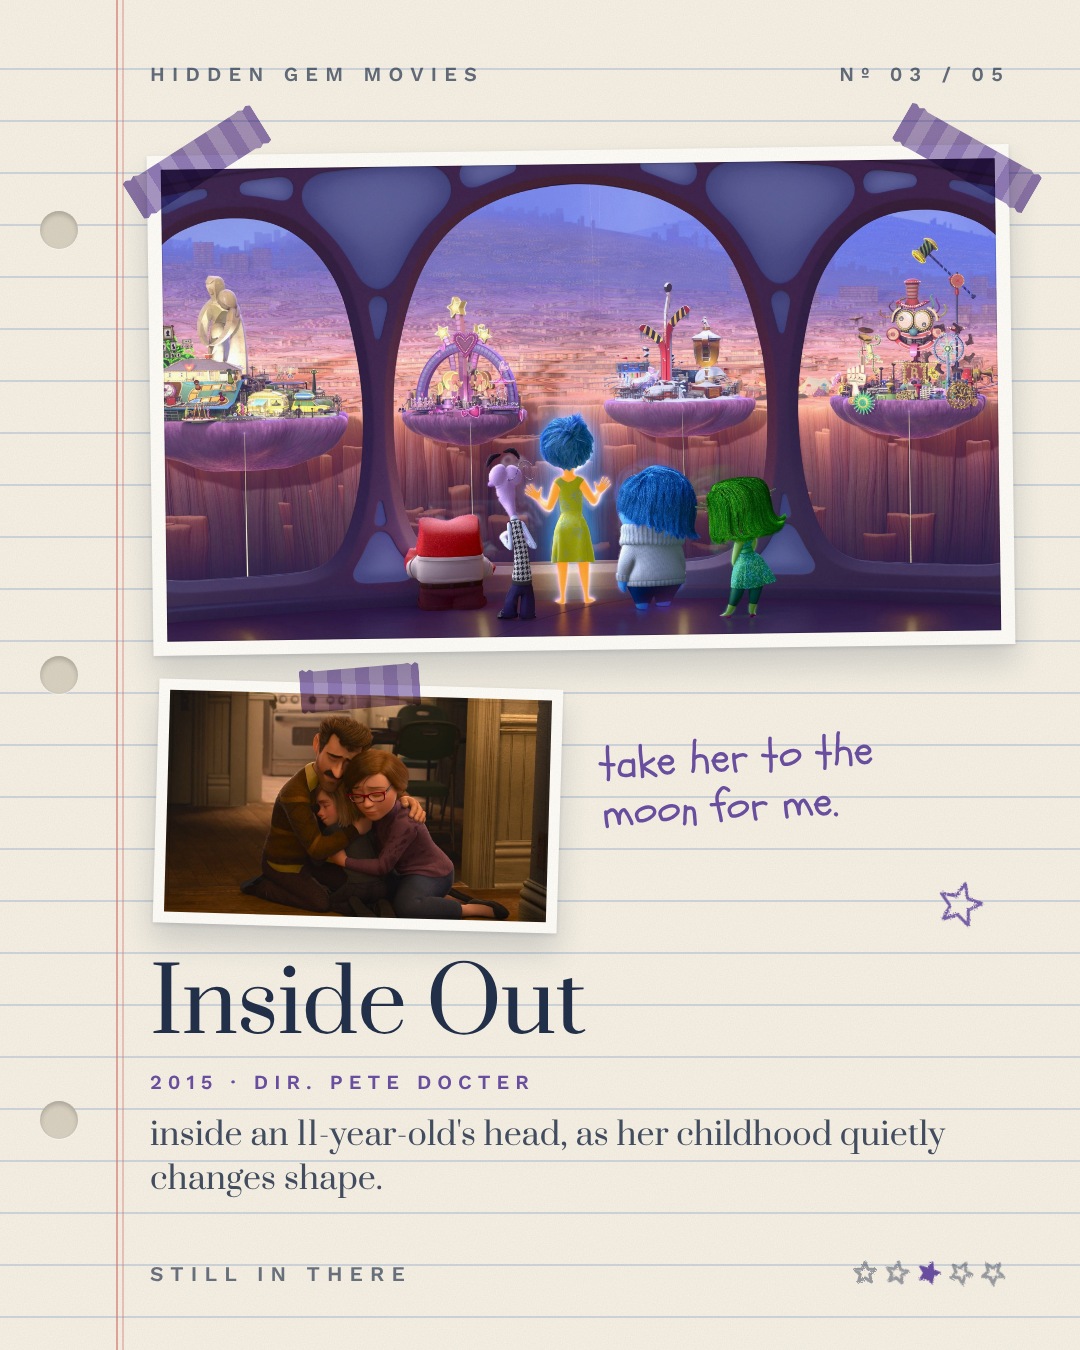 HIDDEN GEM MOVIES
Nº 03 / 05
take her to the
moon for me.
Inside Out
2015 · DIR. PETE DOCTER
inside an 11-year-old's head, as her childhood quietly
changes shape.
STILL IN THERE